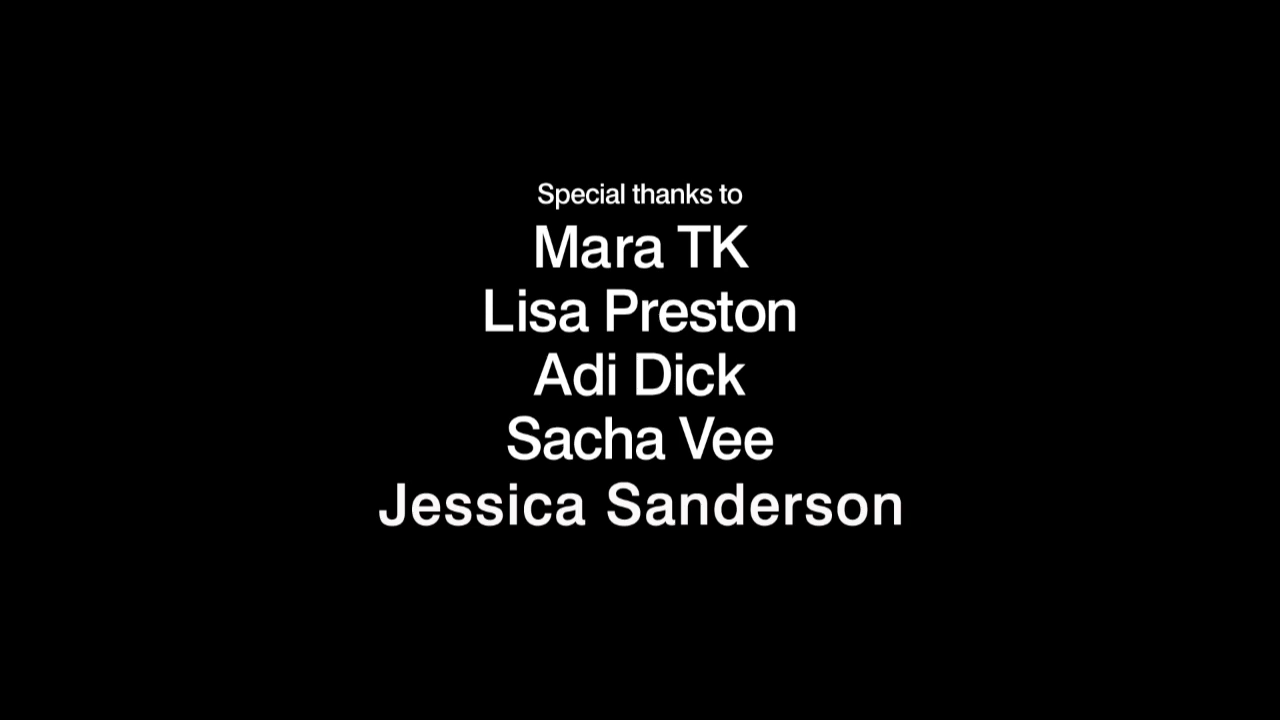 Special thanks to
Mara TK
Lisa Preston
Adi Dick
Sacha Vee
Jessica Sanderson